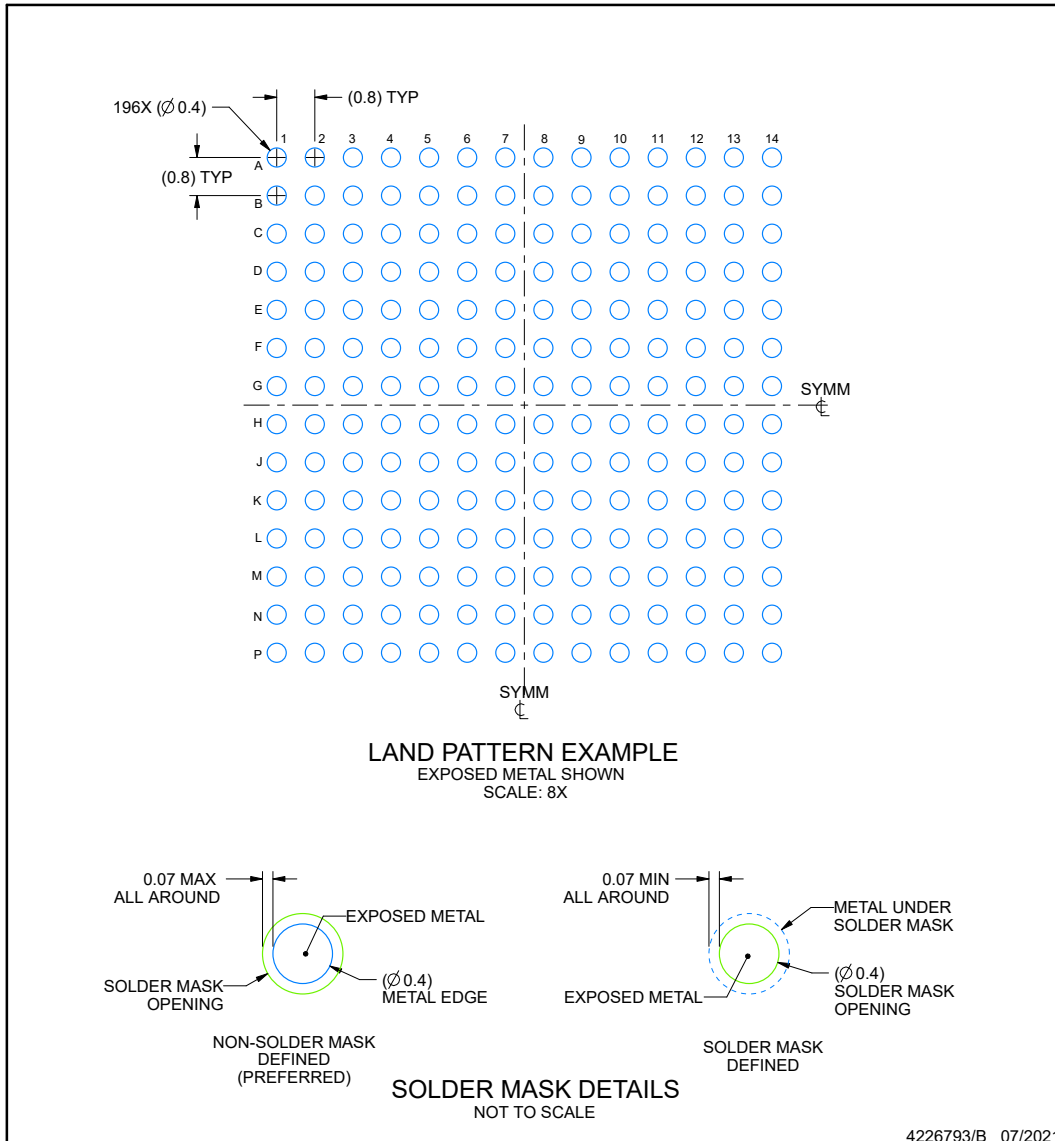 196X (Ø 0.4)
(0.8) TYP
1 2 3 4 5 6 7 8 9 10 11 12 13 14
A
(0.8) TYP
B
C
D
E
F
G
SYMM
H
J
K
L
M
N
P
SYMM
LAND PATTERN EXAMPLE
EXPOSED METAL SHOWN
SCALE: 8X
0.07 MAX
ALL AROUND
EXPOSED METAL
(Ø 0.4)
METAL EDGE
SOLDER MASK
OPENING
NON-SOLDER MASK
DEFINED
(PREFERRED)
0.07 MIN
ALL AROUND
METAL UNDER
SOLDER MASK
(Ø 0.4)
SOLDER MASK
OPENING
EXPOSED METAL
SOLDER MASK
DEFINED
SOLDER MASK DETAILS
NOT TO SCALE
4226793/B 07/2021